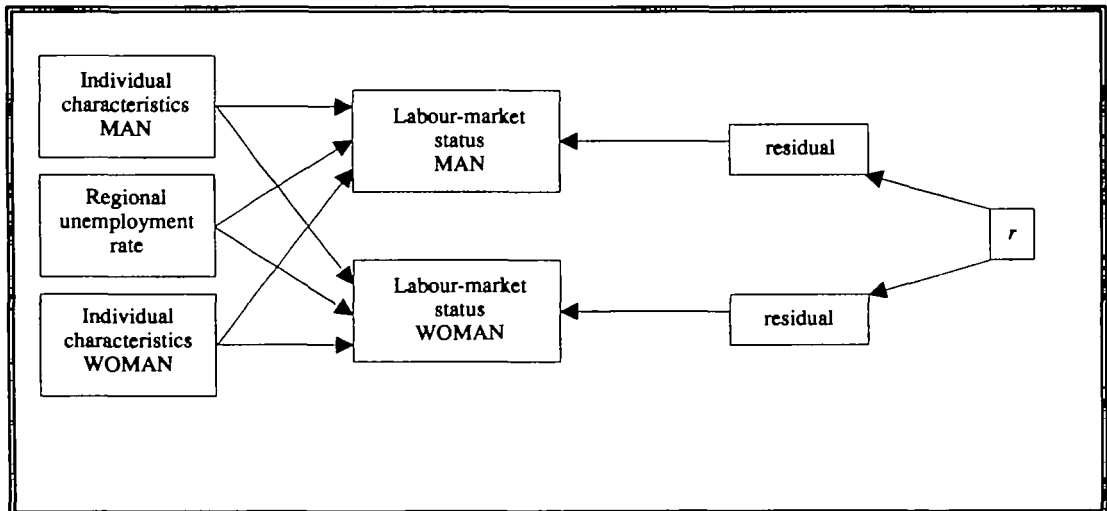 Individual
characteristics
MAN
Regional
unemployment
rate
Individual
characteristics
WOMAN
Labour-market
status
MAN
Labour-market
status
WOMAN
residual
residual
r